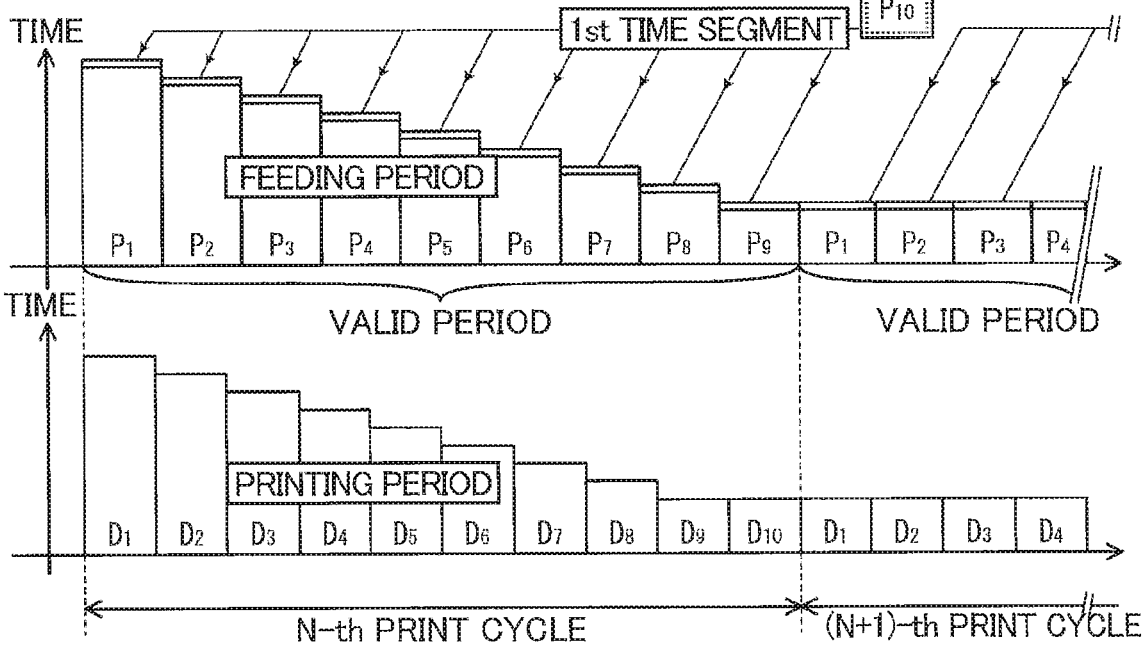 P10
TIME
1st TIME SEGMENT
FEEDING PERIOD
P1 P2 P3 P4 P5 P6 P7 P8 P9 P1 P2 P3 P4
TIME
VALID PERIOD VALID PERIOD
PRINTING PERIOD
D1 D2 D3 D4 D5 D6 D7 D8 D9 D10 D1 D2 D3 D4
N-th PRINT CYCLE (N+1)-th PRINT CYCLE